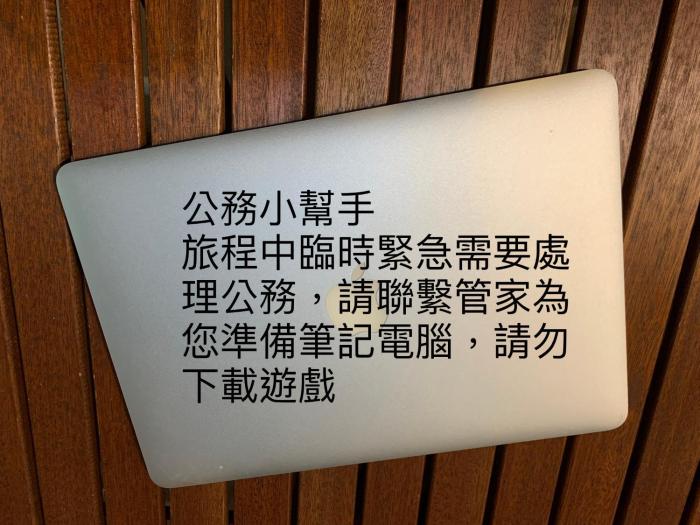 公務小幫手
旅程中臨時緊急需要處
理公務，請聯繫管家為
您準備筆記電腦，請勿
下載遊戲